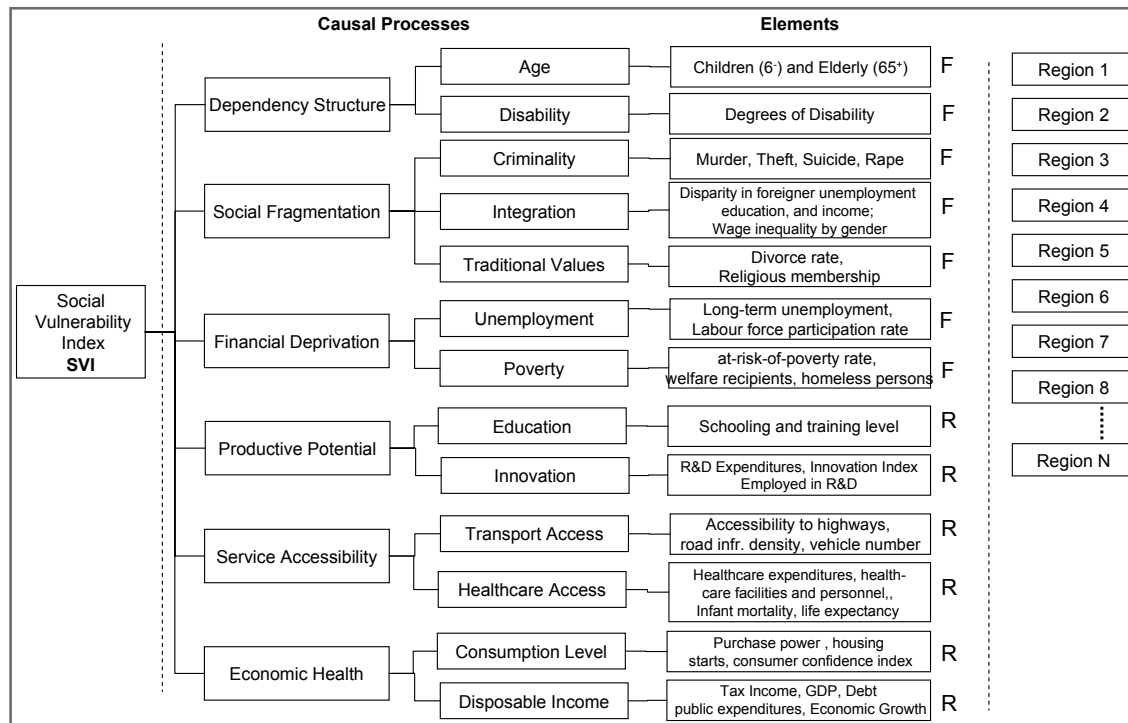 Causal Processes
Elements
Social
Vulnerability
Index
SVI
Dependency Structure
Age
Children (6-) and Elderly (65+)
F
Disability
Degrees of Disability
F
Social Fragmentation
Criminality
Murder, Theft, Suicide, Rape
F
Integration
Disparity in foreigner unemployment
education, and income;
Wage inequality by gender
F
Traditional Values
Divorce rate,
Religious membership
F
Financial Deprivation
Unemployment
Long-term unemployment,
Labour force participation rate
F
Poverty
at-risk-of-poverty rate,
welfare recipients, homeless persons
F
Productive Potential
Education
Schooling and training level
R
Innovation
R&D Expenditures, Innovation Index
Employed in R&D
R
Service Accessibility
Transport Access
Accessibility to highways,
road infr. density, vehicle number
R
Healthcare Access
Healthcare expenditures, health-
care facilities and personnel,,
Infant mortality, life expectancy
R
Economic Health
Consumption Level
Purchase power , housing
starts, consumer confidence index
R
Disposable Income
Tax Income, GDP, Debt
public expenditures, Economic Growth
R
Region 1
Region 2
Region 3
Region 4
Region 5
Region 6
Region 7
Region 8
Region N